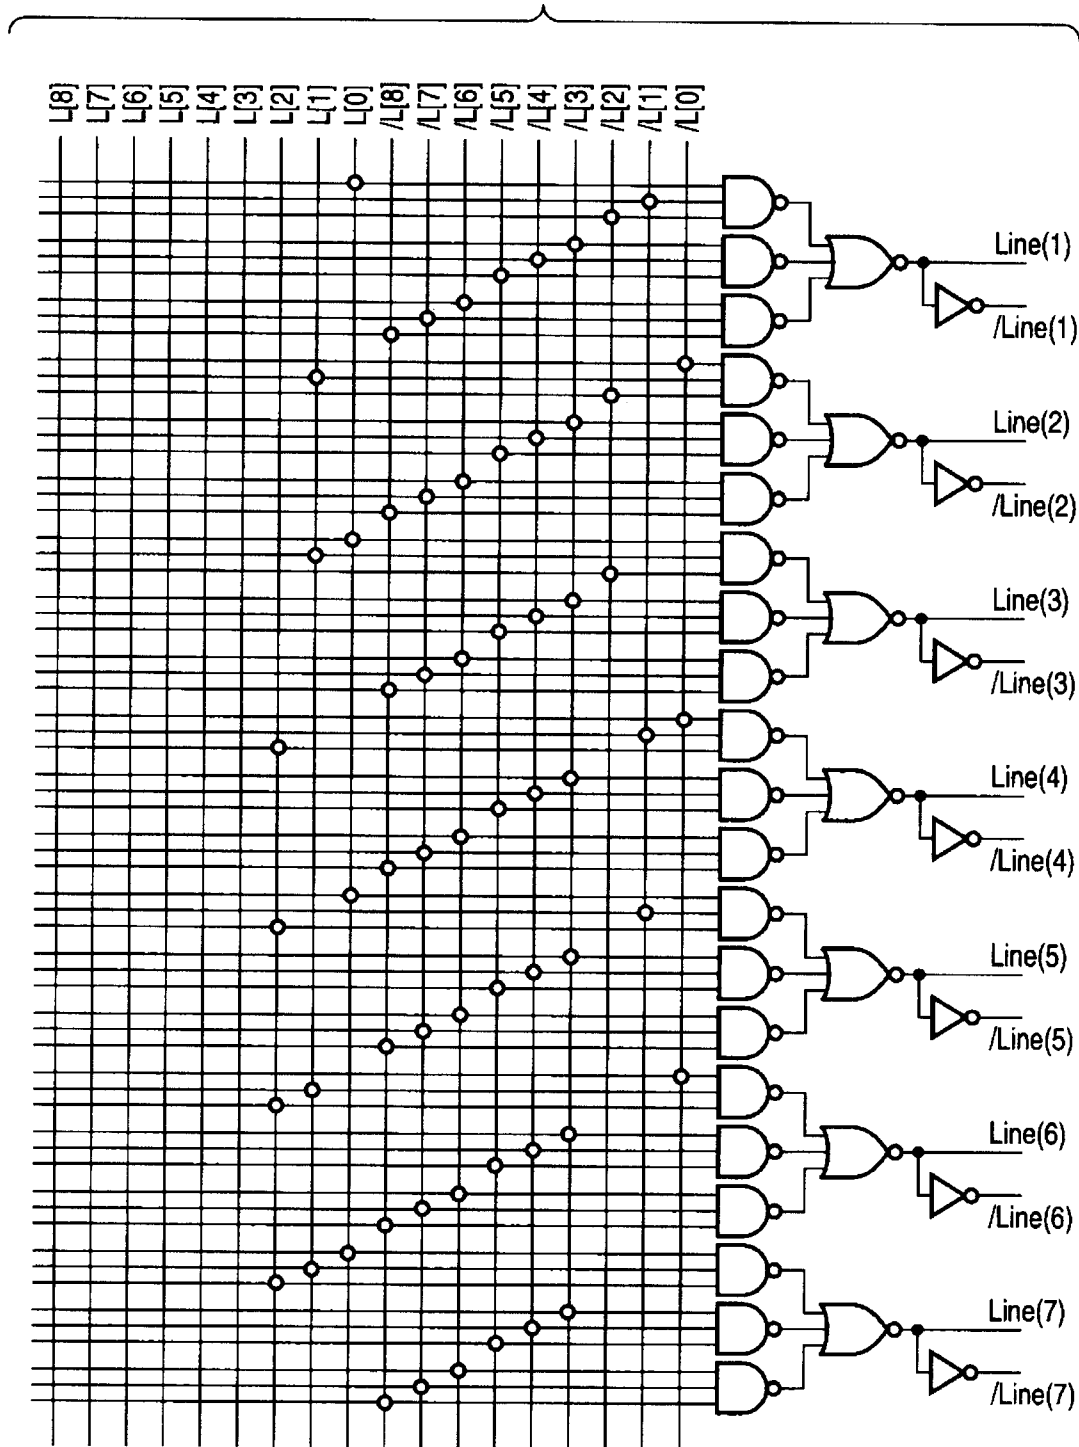 L[8]
L[7]
L[6]
L[5]
L[4]
L[3]
L[2]
L[1]
L[0]
/L[8]
/L[7]
/L[6]
/L[5]
/L[4]
/L[3]
/L[2]
/L[1]
/L[0]
Line(1)
/Line(1)
Line(2)
/Line(2)
Line(3)
/Line(3)
Line(4)
/Line(4)
Line(5)
/Line(5)
Line(6)
/Line(6)
Line(7)
/Line(7)